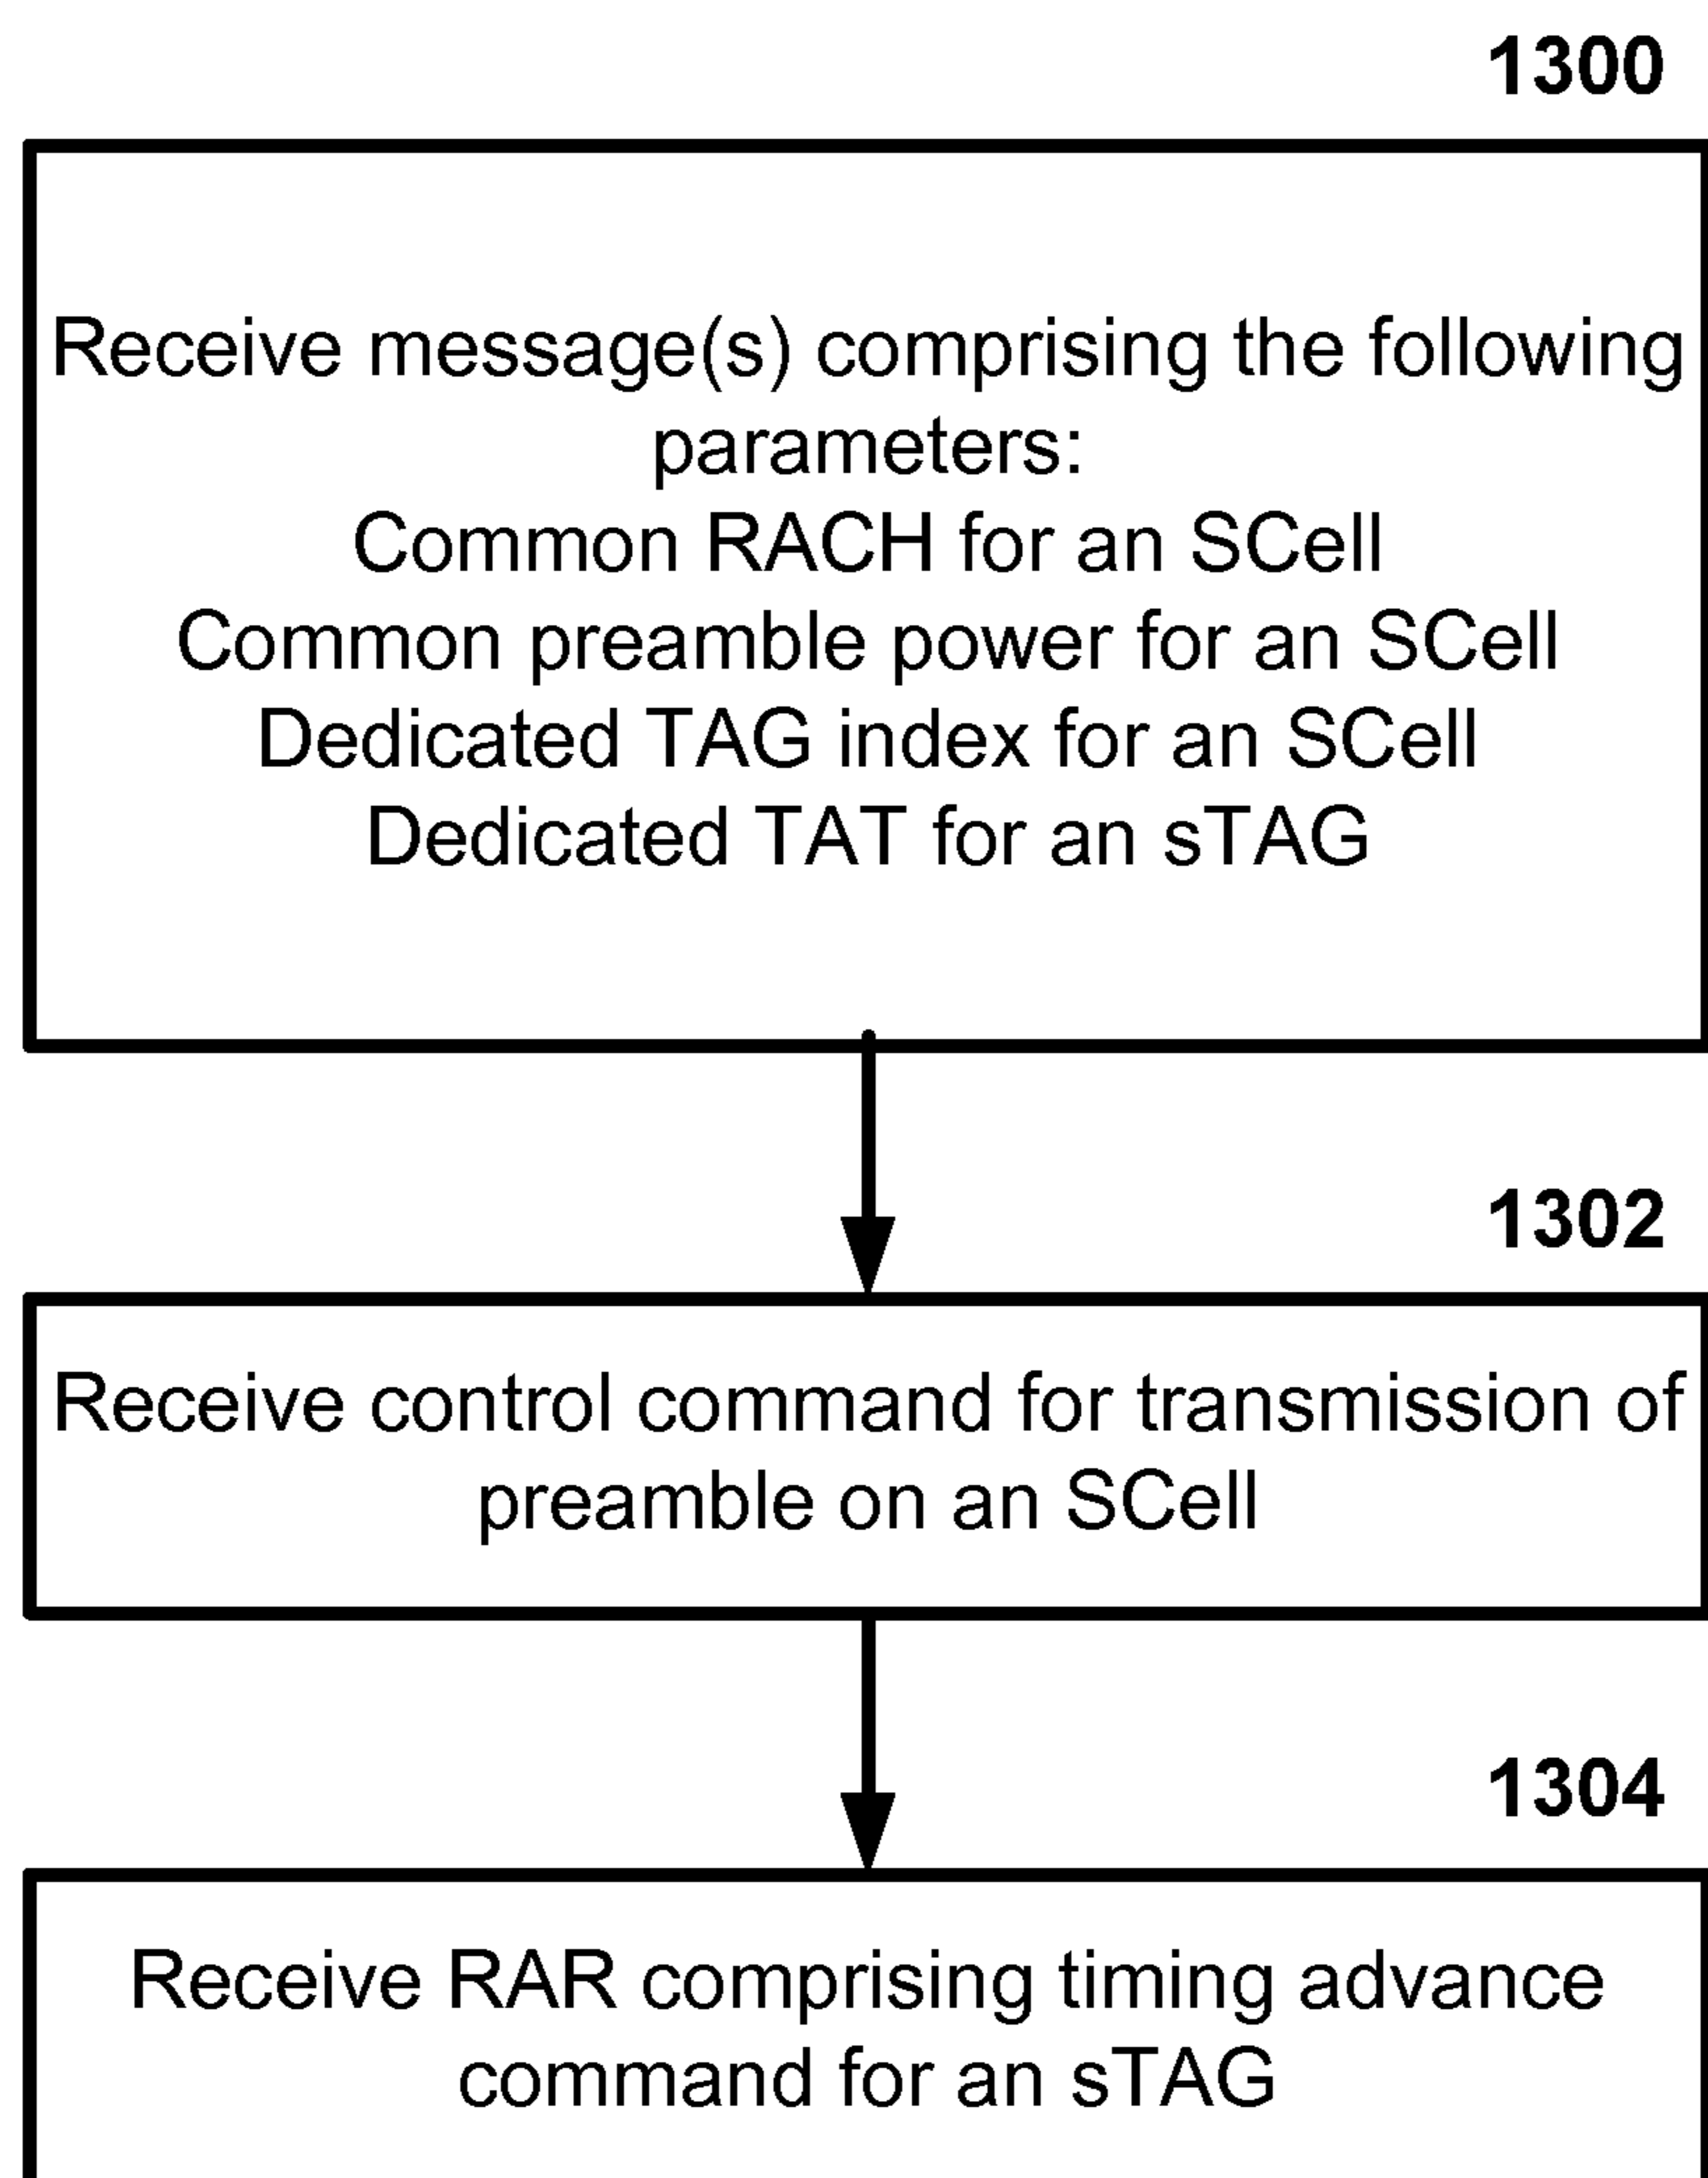 1300
Receive message(s) comprising the following
parameters:
Common RACH for an SCell
Common preamble power for an SCell
Dedicated TAG index for an SCell
Dedicated TAT for an sTAG
1302
Receive control command for transmission of
preamble on an SCell
1304
Receive RAR comprising timing advance
command for an sTAG